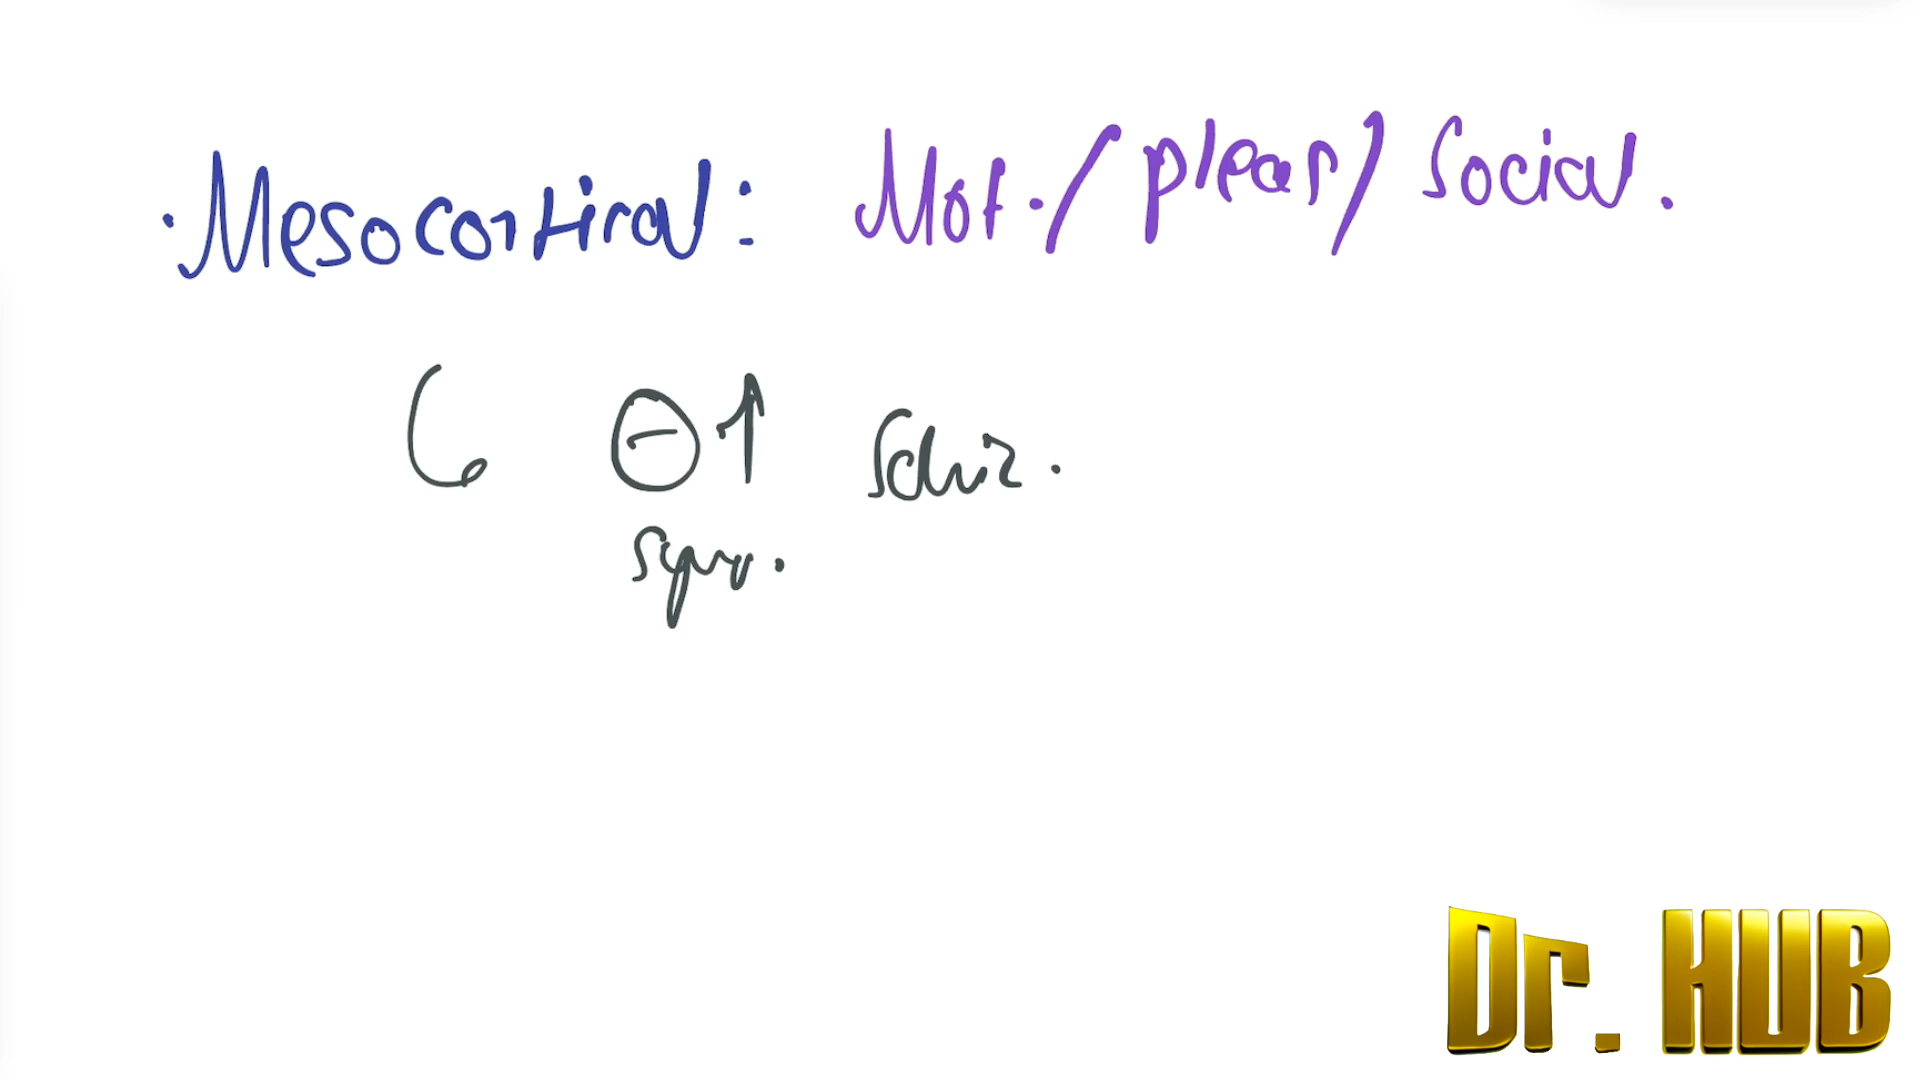 · Mesocortical: Mot./pleas/social.
⊖↑ Schiz.
sym.
Dr. HUB